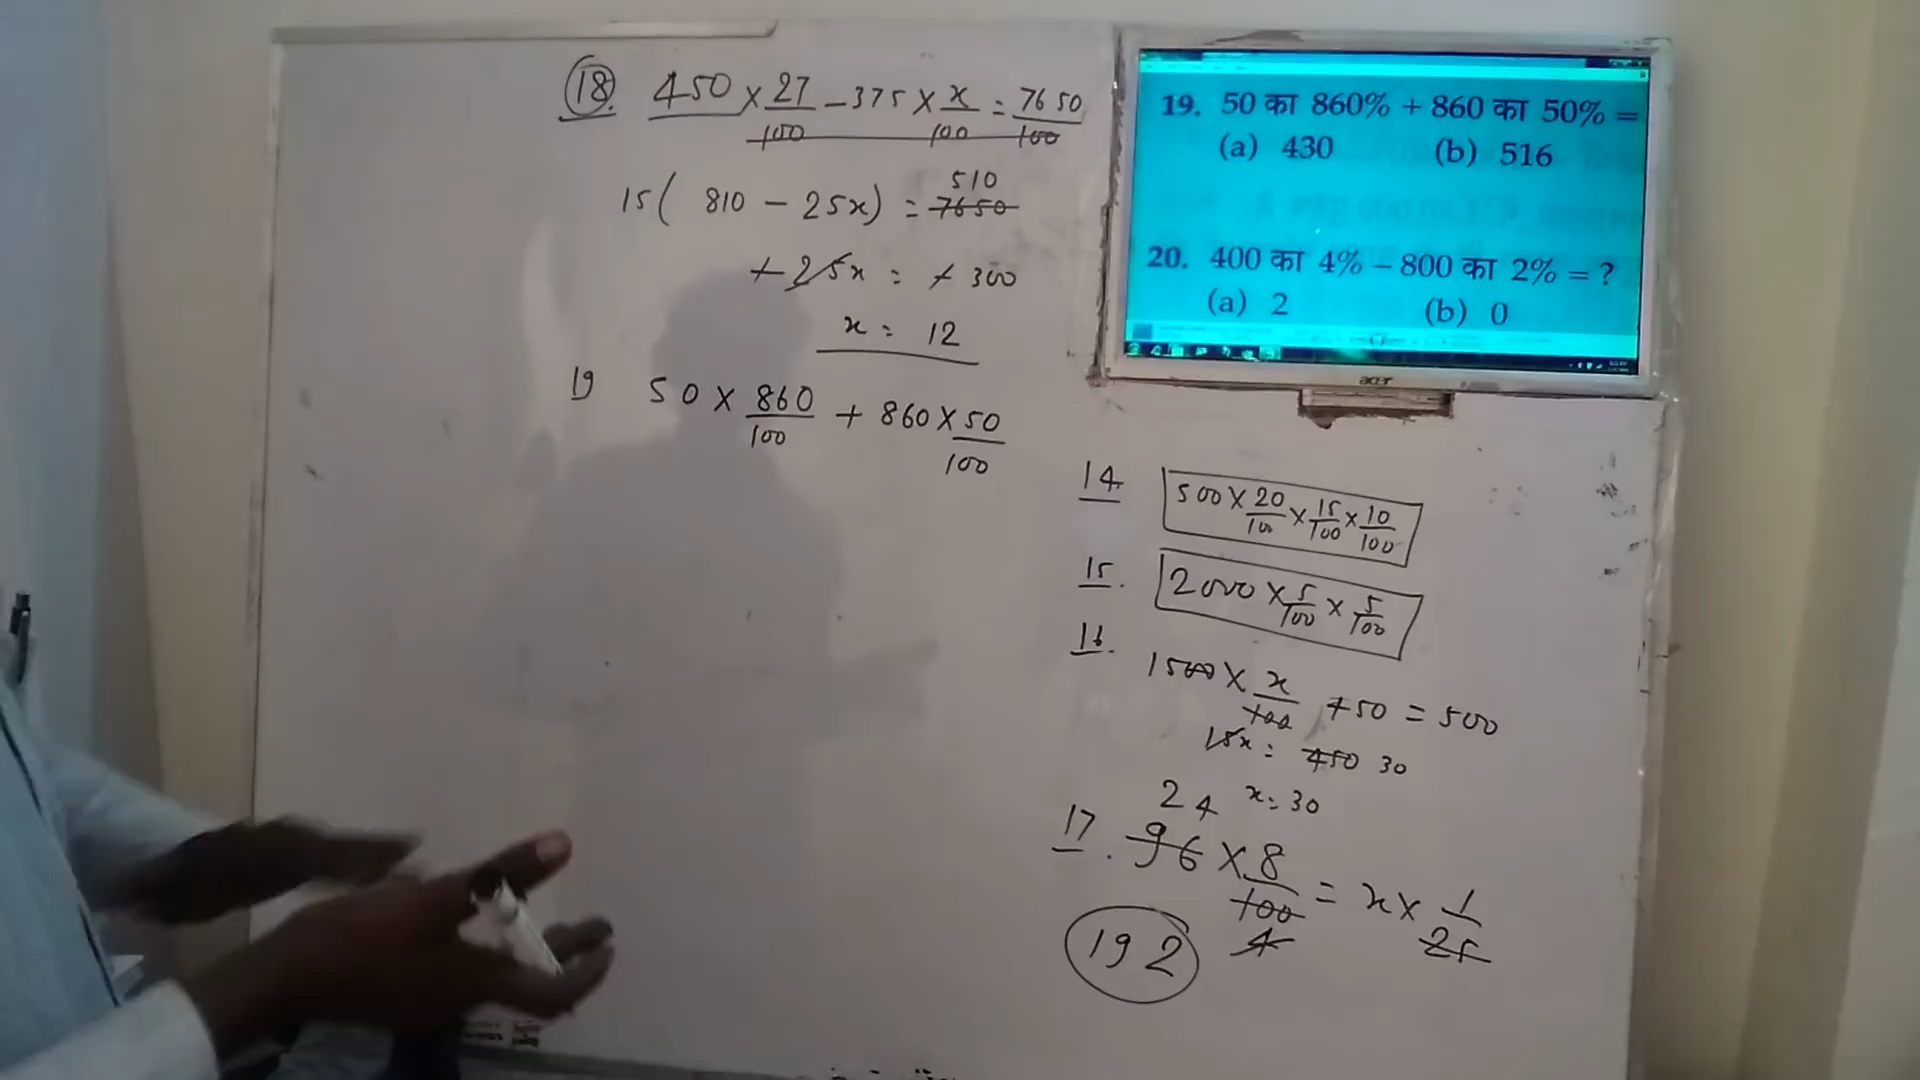 18. 450 × 27/100 - 375 × x/100 = 7650/100
15( 810 - 25x) = 7650 510
+ 25x = + 300
x = 12
19 50 × 860/100 + 860 × 50/100
19. 50 का 860% + 860 का 50% =
(a) 430 (b) 516
20. 400 का 4% – 800 का 2% = ?
(a) 2 (b) 0
acer
14. 500 × 20/100 × 15/100 × 10/100
15. 2000 × 5/100 × 5/100
16. 1500 × x/100 + 50 = 500
15x = 450 30
x = 30
24
17. 96 × 8/100 = x × 1/25
4
192